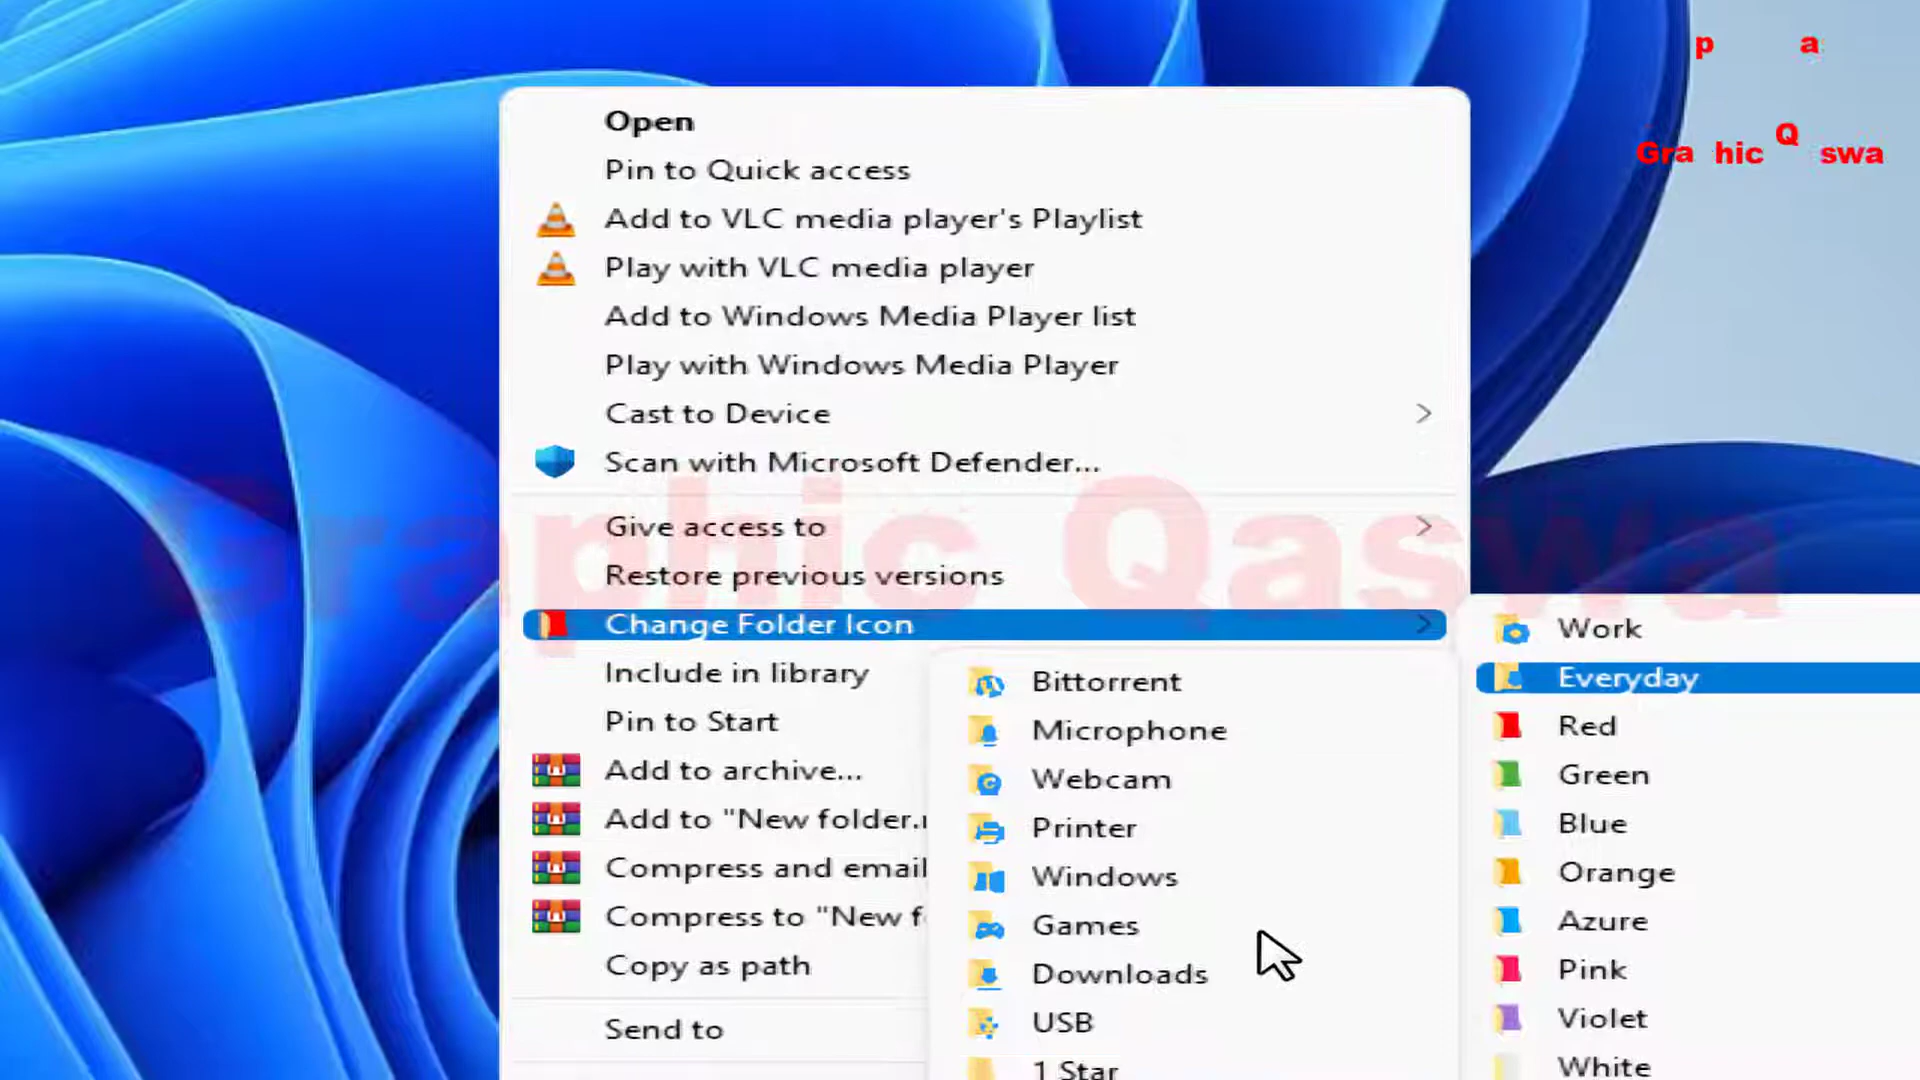 p a
Gra hic Q swa
Open
Pin to Quick access
Add to VLC media player's Playlist
Play with VLC media player
Add to Windows Media Player list
Play with Windows Media Player
Cast to Device
Scan with Microsoft Defender...
Graphic Qaswa
Give access to
Restore previous versions
Change Folder Icon
Include in library
Pin to Start
Add to archive...
Add to "New folder.r
Compress and email
Compress to "New f
Copy as path
Send to
Bittorrent
Microphone
Webcam
Printer
Windows
Games
Downloads
USB
1 Star
Work
Everyday
Red
Green
Blue
Orange
Azure
Pink
Violet
White